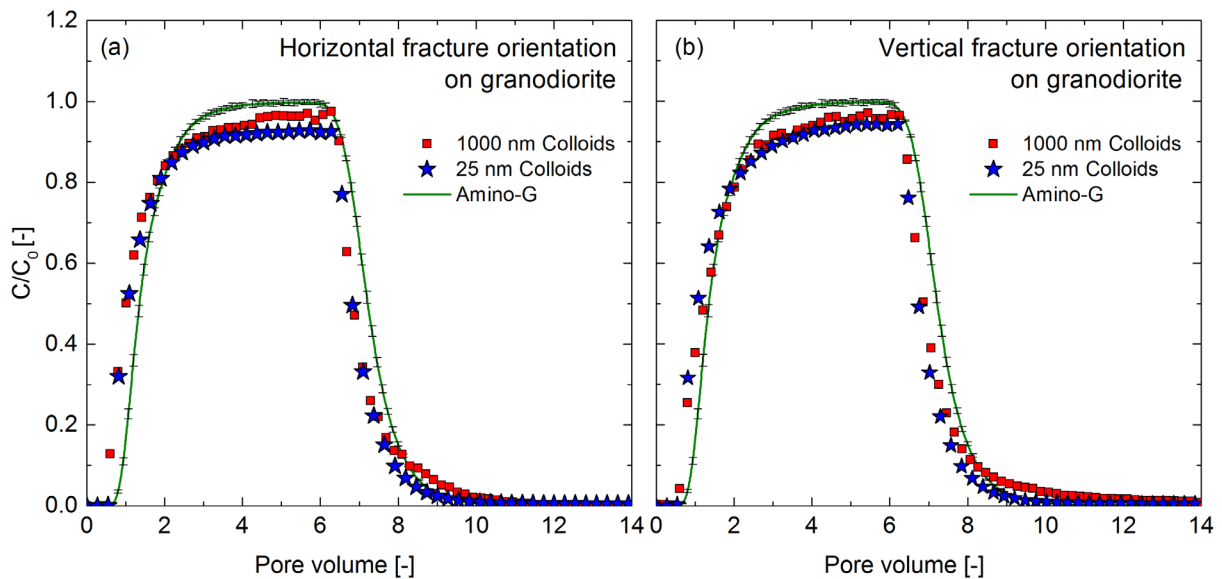 (a)
Horizontal fracture orientation
on granodiorite
1000 nm Colloids
25 nm Colloids
Amino-G
C/C0 [-]
1.2
1.0
0.8
0.6
0.4
0.2
0.0
0 2 4 6 8 10 12 14
Pore volume [-]
(b)
Vertical fracture orientation
on granodiorite
1000 nm Colloids
25 nm Colloids
Amino-G
0 2 4 6 8 10 12 14
Pore volume [-]